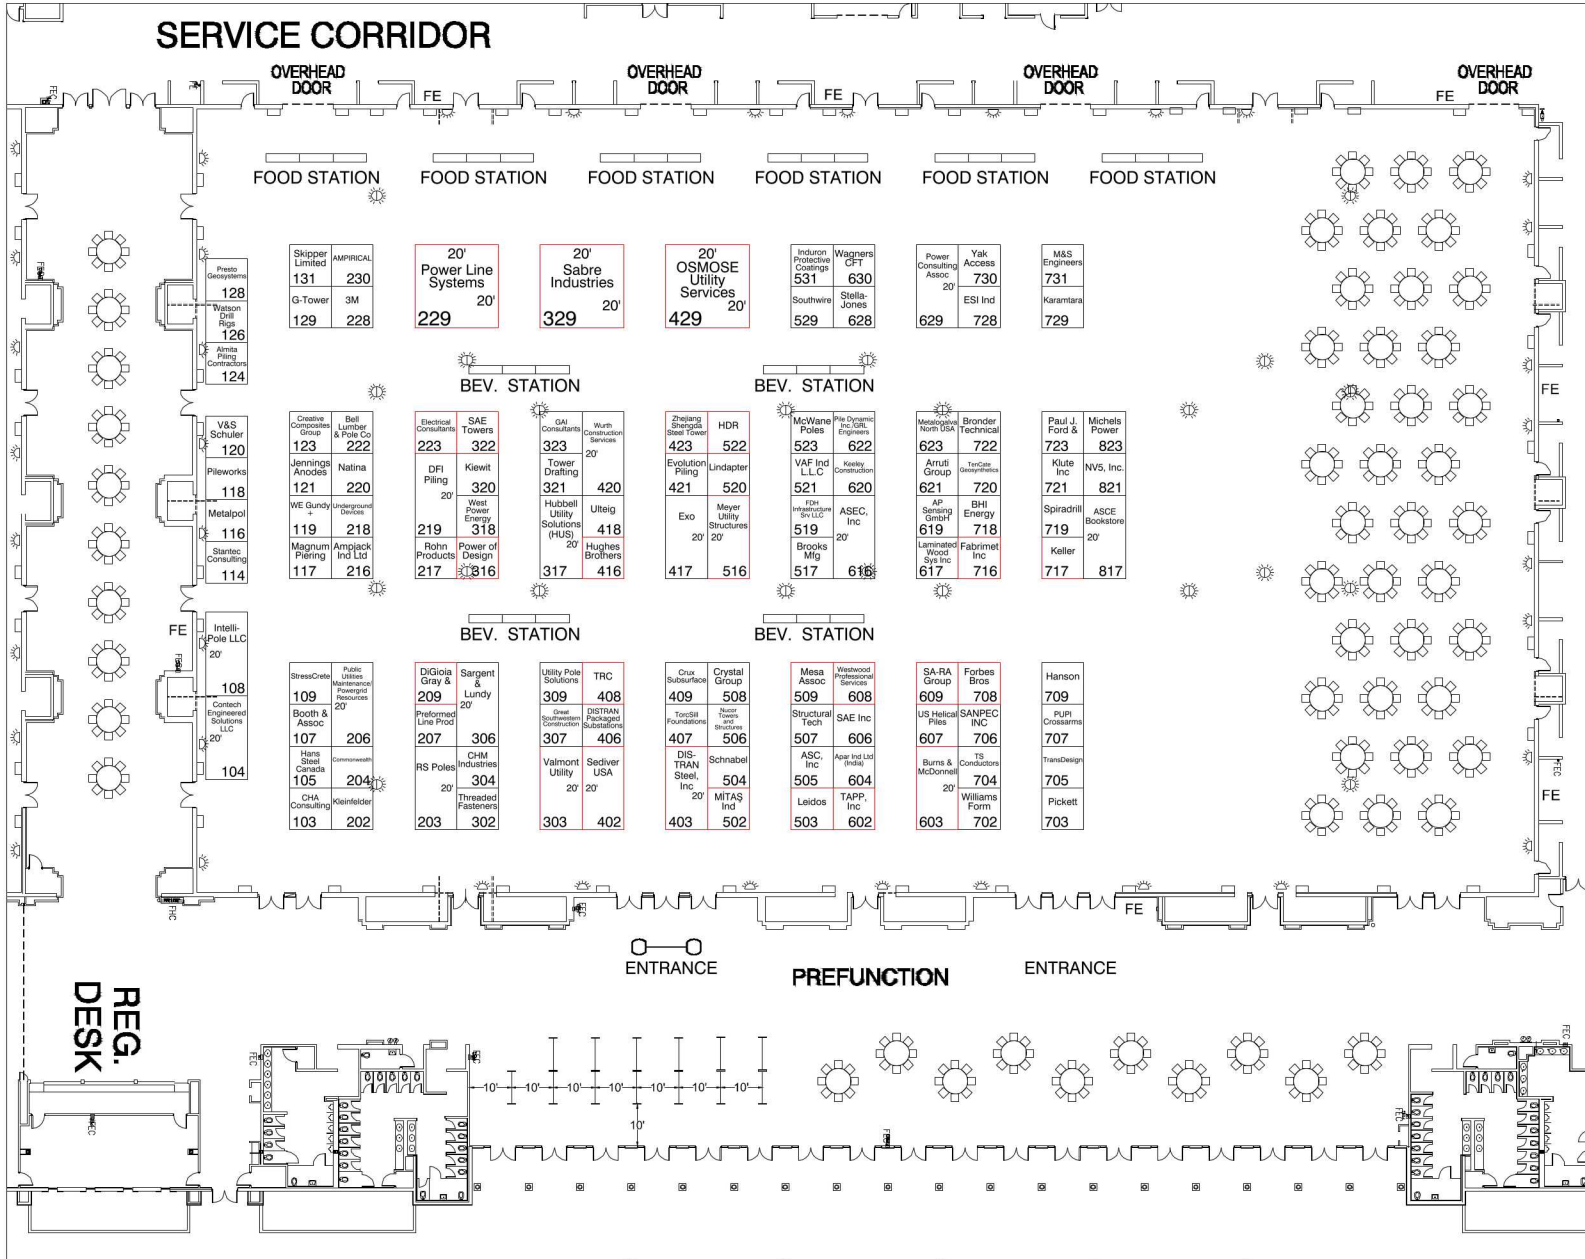 SERVICE CORRIDOR
OVERHEAD
DOOR
OVERHEAD
DOOR
OVERHEAD
DOOR
OVERHEAD
DOOR
FEC
FE
FE
FE
FE
FOOD STATION
FOOD STATION
FOOD STATION
FOOD STATION
FOOD STATION
FOOD STATION
Presto
Geosystems
128
Watson
Drill
Rigs
126
Almita
Piling
Contractors
124
Skipper
Limited
131
AMPIRICAL
230
G-Tower
129
3M
228
20'
Power Line
Systems
20'
229
20'
Sabre
Industries
20'
329
20'
OSMOSE
Utility
Services
20'
429
Induron
Protective
Coatings
531
Wagners
CFT
630
Southwire
529
Stella-
Jones
628
Power
Consulting
Assoc
20'
629
Yak
Access
730
ESI Ind
728
M&S
Engineers
731
Karamtara
729
BEV. STATION
BEV. STATION
FE
V&S
Schuler
120
Pileworks
118
Metalpol
116
Stantec
Consulting
114
Creative
Composites
Group
123
Bell
Lumber
& Pole Co
222
Jennings
Anodes
121
Natina
220
WE Gundy
+
119
Underground
Devices
218
Magnum
Piering
117
Ampjack
Ind Ltd
216
Electrical
Consultants
223
SAE
Towers
322
DFI
Piling
20'
219
Kiewit
320
West
Power
Energy
318
Rohn
Products
217
Power of
Design
316
GAI
Consultants
323
Wurth
Construction
Services
20'
420
Tower
Drafting
321
Hubbell
Utility
Solutions
(HUS)
20'
317
Ulteig
418
Hughes
Brothers
416
Zhejiang
Shengda
Steel Tower
423
HDR
522
Evolution
Piling
421
Lindapter
520
Exo
20'
417
Meyer
Utility
Structures
20'
516
McWane
Poles
523
Pile Dynamic
Inc./GRL
Engineers
622
VAF Ind
L.L.C
521
Keeley
Construction
620
FDH
Infrastructure
Srv LLC
519
ASEC,
Inc
20'
616
Brooks
Mfg
517
Metalogalva
North USA
623
Bronder
Technical
722
Arruti
Group
621
TenCate
Geosynthetics
720
AP
Sensing
GmbH
619
BHI
Energy
718
Laminated
Wood
Sys Inc
617
Fabrimet
Inc
716
Paul J.
Ford &
723
Michels
Power
823
Klute
Inc
721
NV5, Inc.
821
Spiradrill
719
ASCE
Bookstore
20'
817
Keller
717
BEV. STATION
BEV. STATION
FE
Intelli-
Pole LLC
20'
108
Contech
Engineered
Solutions
LLC
20'
104
StressCrete
109
Public
Utilities
Maintenance/
Powergrid
Resources
20'
206
Booth &
Assoc
107
Hans
Steel
Canada
105
Commonwealth
204
CHA
Consulting
103
Kleinfelder
202
DiGioia
Gray &
209
Sargent
&
Lundy
20'
306
Preformed
Line Prod
207
RS Poles
20'
203
CHM
Industries
304
Threaded
Fasteners
302
Utility Pole
Solutions
309
TRC
408
Great
Southwestern
Construction
307
DISTRAN
Packaged
Substations
406
Valmont
Utility
20'
303
Sediver
USA
20'
402
Crux
Subsurface
409
Crystal
Group
508
TorcSill
Foundations
407
Nucor
Towers
and
Structures
506
DIS-
TRAN
Steel,
Inc
20'
403
Schnabel
504
MİTAŞ
Ind
502
Mesa
Assoc
509
Westwood
Professional
Services
608
Structural
Tech
507
SAE Inc
606
ASC,
Inc
505
Apar Ind Ltd
(India)
604
Leidos
503
TAPP,
Inc
602
SA-RA
Group
609
Forbes
Bros
708
US Helical
Piles
607
SANPEC
INC
706
Burns &
McDonnell
20'
603
TS
Conductors
704
Williams
Form
702
Hanson
709
PUPI
Crossarms
707
TransDesign
705
Pickett
703
FEC
FE
FHC
FEC
FE
ENTRANCE
PREFUNCTION
ENTRANCE
REG.
DESK
FEC
FEC
FEC
FEC
10'
10'
10'
10'
10'
10'
10'
10'
FEC
FEC